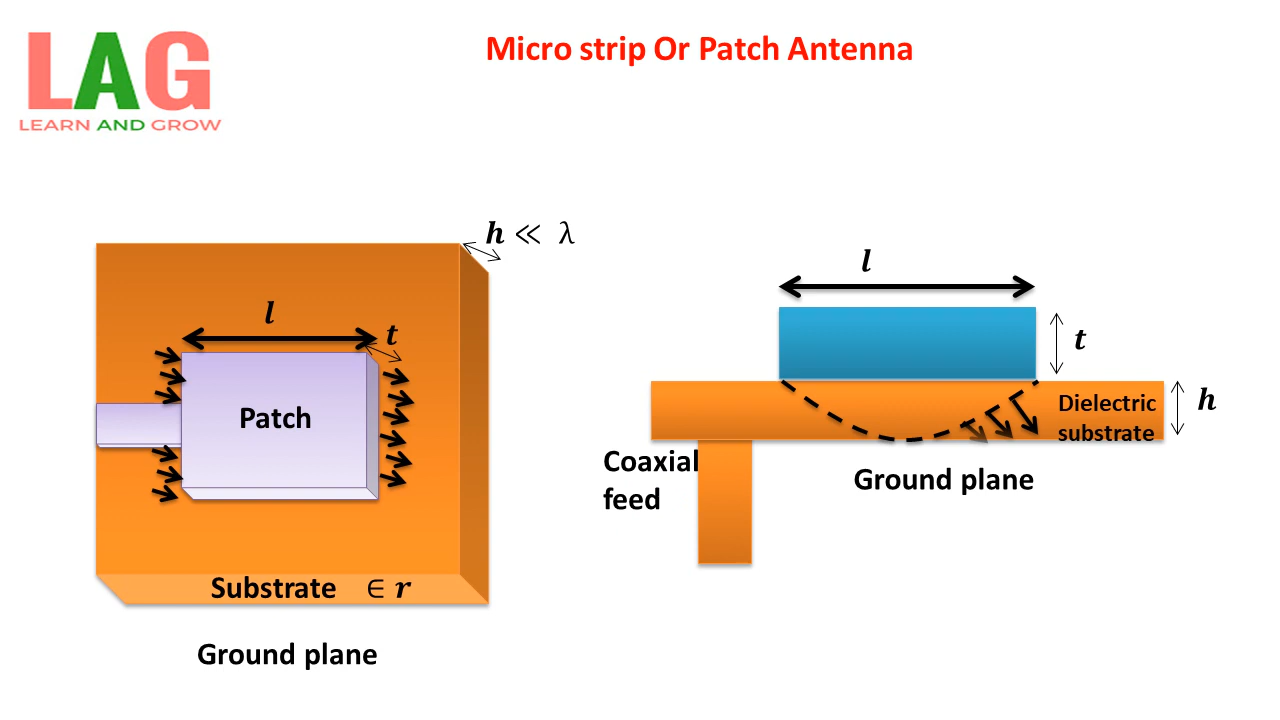 LAG
LEARN AND GROW
Micro strip Or Patch Antenna
h ≪ λ
l
t
Patch
Substrate ∈ r
Ground plane
l
t
h
Dielectric
substrate
Coaxial
feed
Ground plane